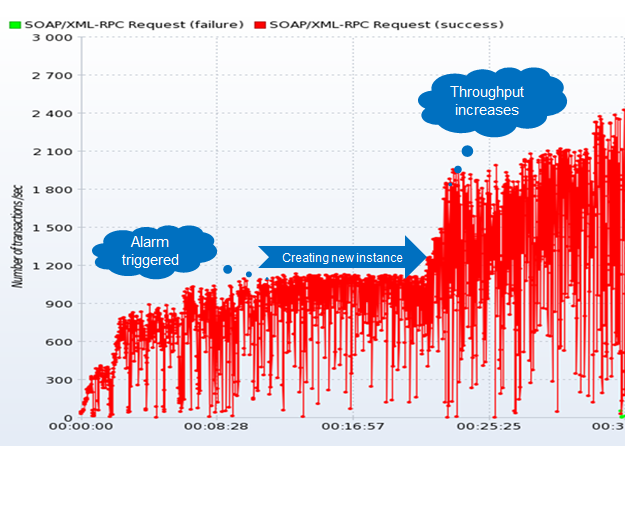 SOAP/XML-RPC Request (failure) SOAP/XML-RPC Request (success)
3 000
2 700
2 400
2 100
1 800
1 500
1 200
900
600
300
0
Number of transactions /sec
Throughput
increases
Alarm
triggered
Creating new instance
00:00:00 00:08:28 00:16:57 00:25:25 00:3